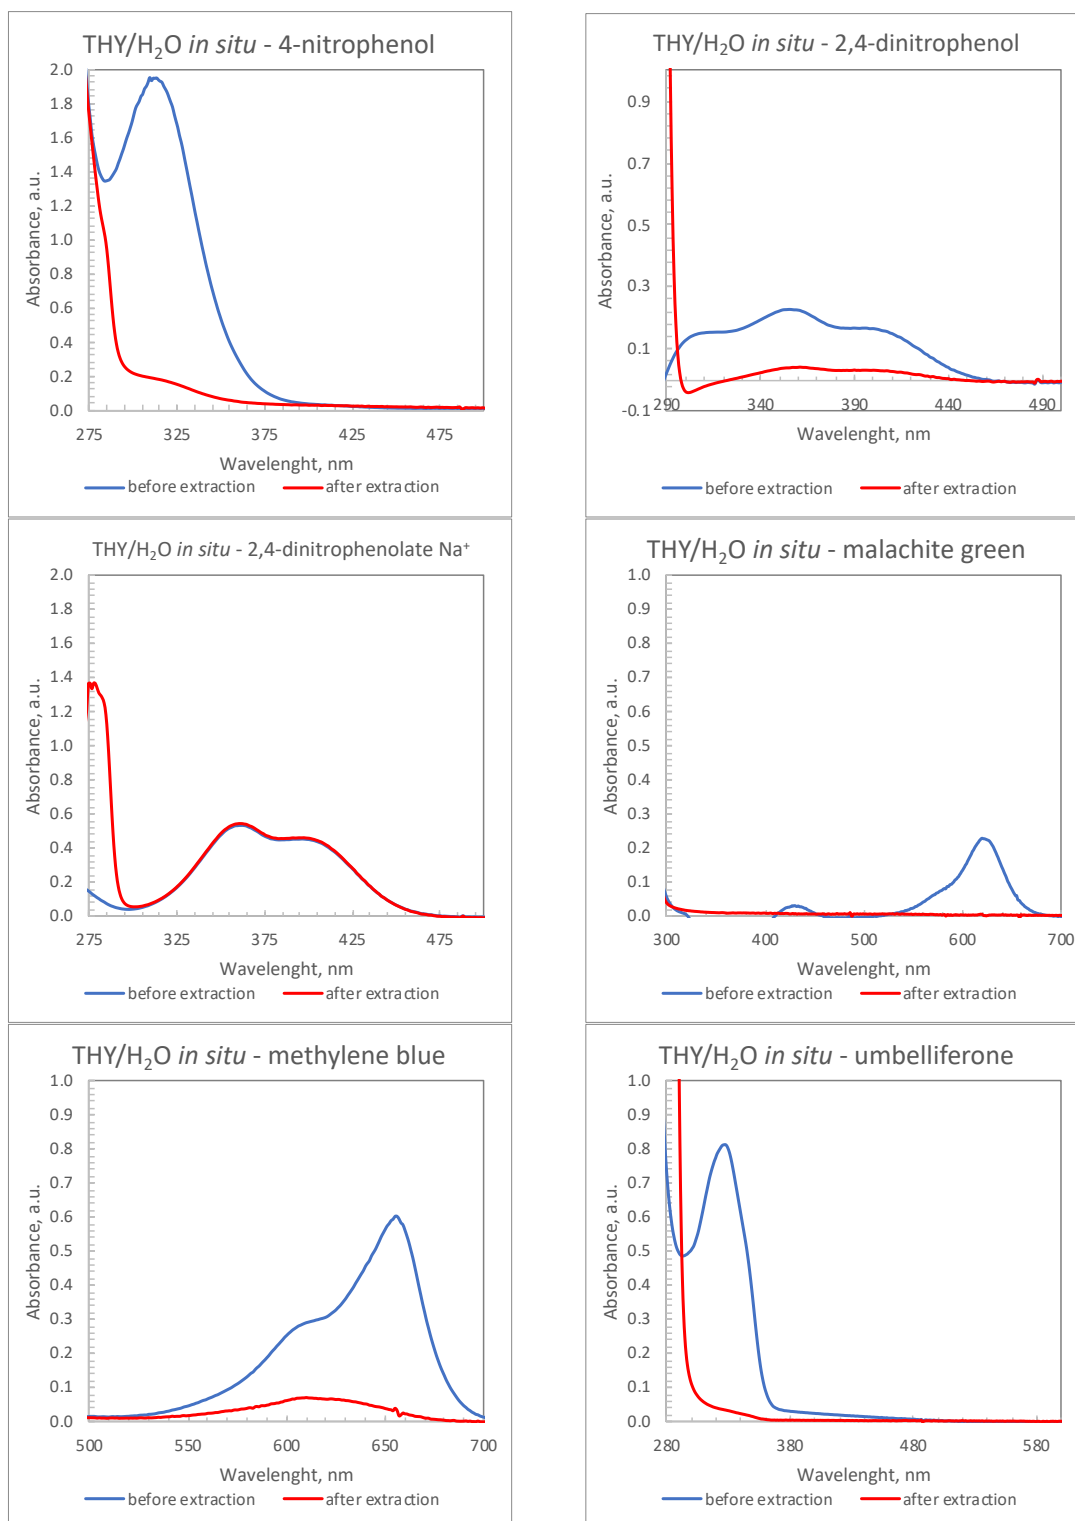 THY/H₂O in situ - 4-nitrophenol
2.0
1.8
1.6
1.4
1.2
1.0
0.8
0.6
0.4
0.2
0.0
Absorbance, a.u.
275 325 375 425 475
Wavelenght, nm
before extraction after extraction
THY/H₂O in situ - 2,4-dinitrophenol
0.9
0.7
0.5
0.3
0.1
-0.1
Absorbance, a.u.
290 340 390 440 490
Wavelenght, nm
before extraction after extraction
THY/H₂O in situ - 2,4-dinitrophenolate Na⁺
2.0
1.8
1.6
1.4
1.2
1.0
0.8
0.6
0.4
0.2
0.0
Absorbance, a.u.
275 325 375 425 475
Wavelenght, nm
before extraction after extraction
THY/H₂O in situ - malachite green
1.0
0.9
0.8
0.7
0.6
0.5
0.4
0.3
0.2
0.1
0.0
Absorbance, a.u.
300 400 500 600 700
Wavelenght, nm
before extraction after extraction
THY/H₂O in situ - methylene blue
1.0
0.9
0.8
0.7
0.6
0.5
0.4
0.3
0.2
0.1
0.0
Absorbance, a.u.
500 550 600 650 700
Wavelenght, nm
before extraction after extraction
THY/H₂O in situ - umbelliferone
1.0
0.9
0.8
0.7
0.6
0.5
0.4
0.3
0.2
0.1
0.0
Absorbance, a.u.
280 380 480 580
Wavelenght, nm
before extraction after extraction